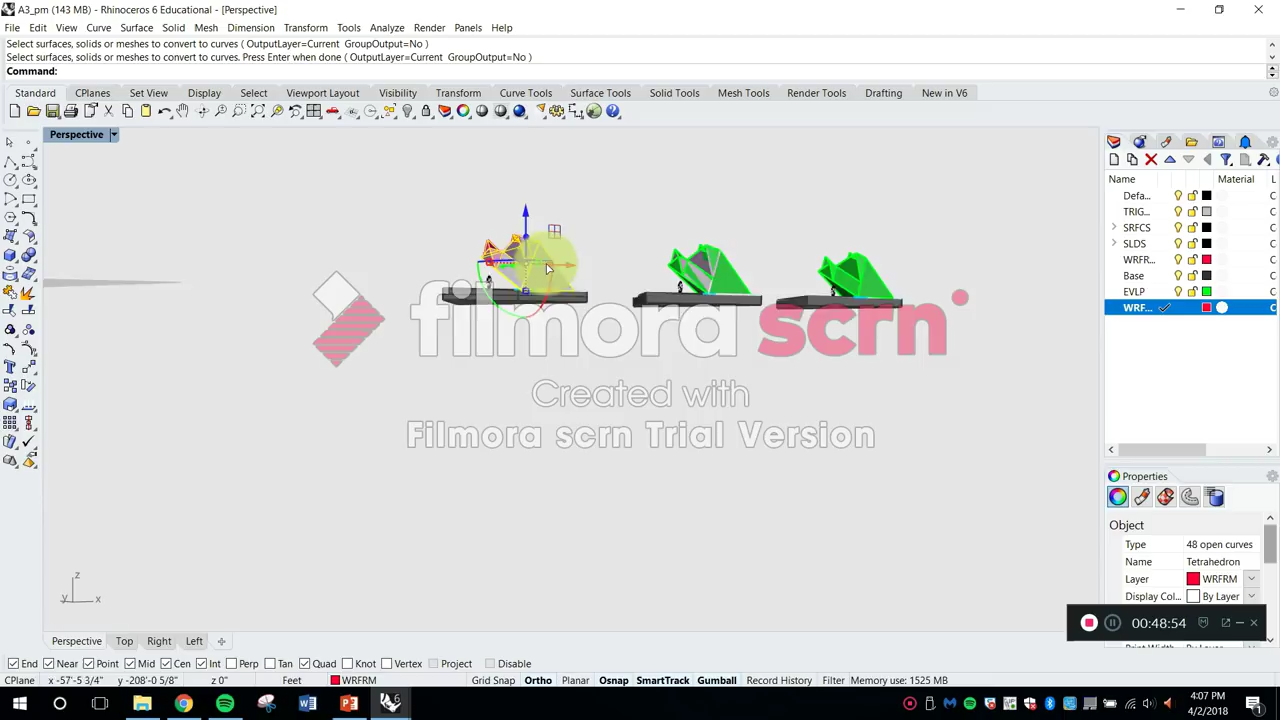 A3_pm (143 MB) - Rhinoceros 6 Educational - [Perspective]
File Edit View Curve Surface Solid Mesh Dimension Transform Tools Analyze Render Panels Help
Select surfaces, solids or meshes to convert to curves ( OutputLayer=Current GroupOutput=No )
Select surfaces, solids or meshes to convert to curves. Press Enter when done ( OutputLayer=Current GroupOutput=No )
Command:
Standard CPlanes Set View Display Select Viewport Layout Visibility Transform Curve Tools Surface Tools Solid Tools Mesh Tools Render Tools Drafting New in V6
Perspective
Name Material L
Defa... C
TRIG... C
SRFCS C
SLDS C
WRFR... C
Base C
EVLP C
WRF... C
filmora scrn
Created with
Filmora scrn Trial Version
Properties
Object
Type 48 open curves
Name Tetrahedron
Layer WRFRM
Display Col... By Layer
00:48:54
z
y x
Perspective Top Right Left
End Near Point Mid Cen Int Perp Tan Quad Knot Vertex Project Disable
CPlane x -57'-5 3/4" y -208'-0 5/8" z 0" Feet WRFRM Grid Snap Ortho Planar Osnap SmartTrack Gumball Record History Filter Memory use: 1525 MB
4:07 PM
4/2/2018